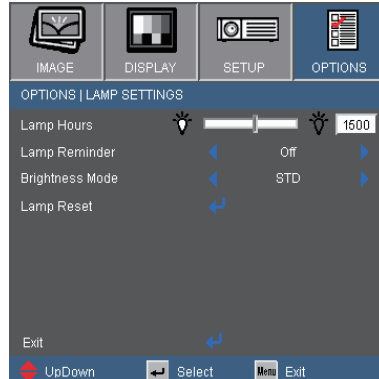 IMAGE DISPLAY SETUP OPTIONS
OPTIONS | LAMP SETTINGS
Lamp Hours 1500
Lamp Reminder Off
Brightness Mode STD
Lamp Reset
Exit
UpDown Select Menu Exit